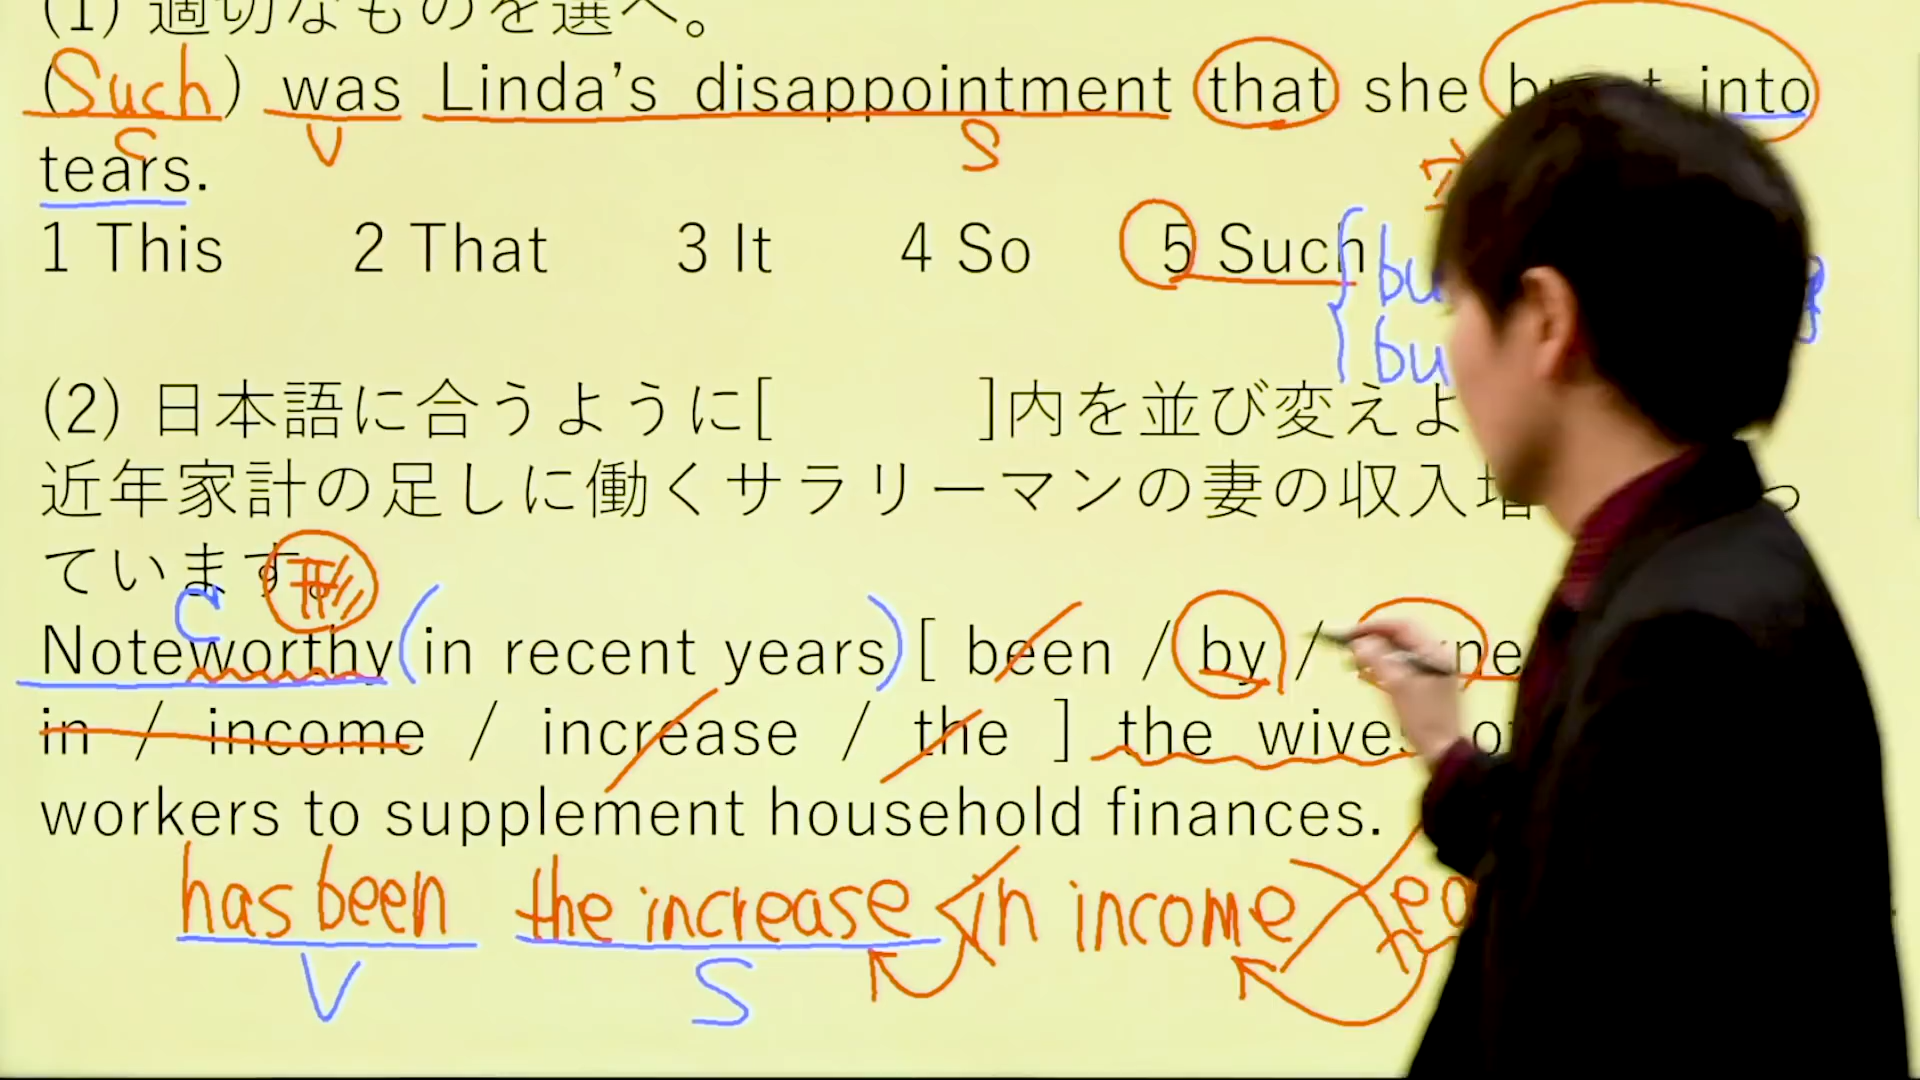 (1) 適切なものを選べ。
(Such) was Linda's disappointment that she into
C V S
tears.
1 This 2 That 3 It 4 So 5 Such
bu
bu
(2) 日本語に合うように[ ]内を並び変えよ
近年家計の足しに働くサラリーマンの妻の収入増 っ
ています。
C 形
Noteworthy (in recent years) [ been / by /
in / income / increase / the ] the wives
workers to supplement household finances.
has been the increase in income
V S